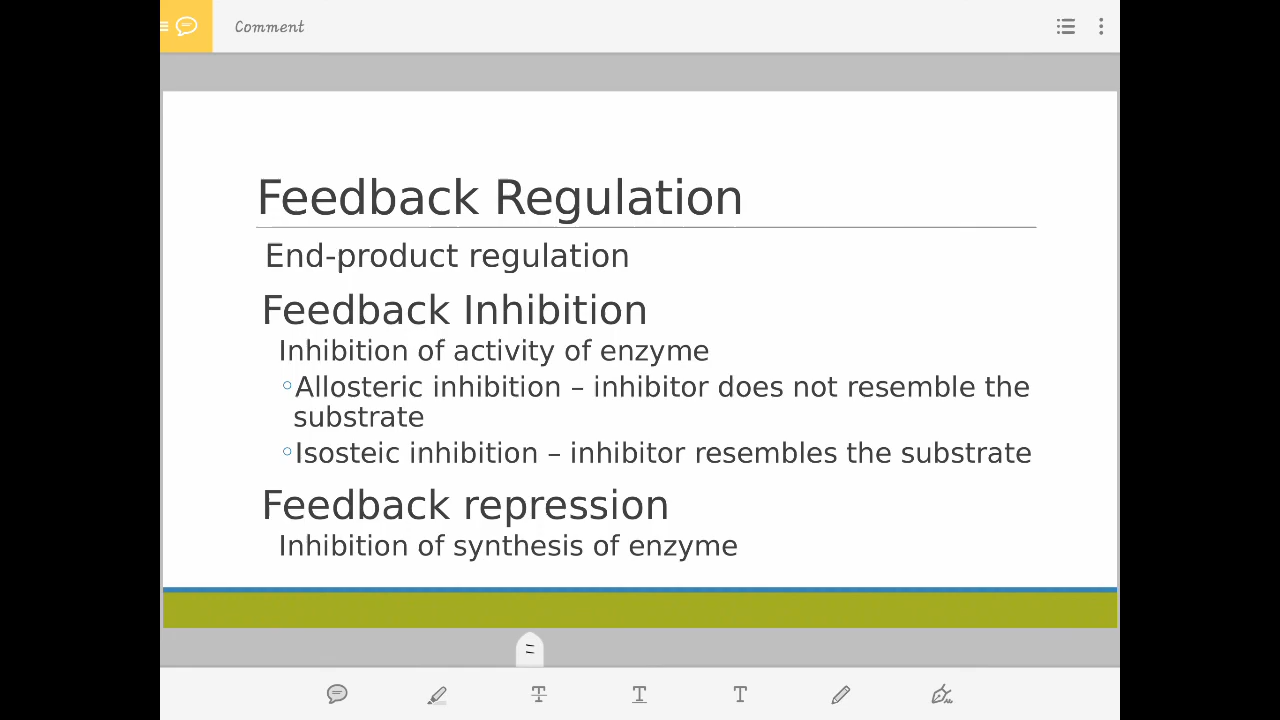 Comment
Feedback Regulation
End-product regulation
Feedback Inhibition
Inhibition of activity of enzyme
◦Allosteric inhibition – inhibitor does not resemble the
substrate
◦Isosteic inhibition – inhibitor resembles the substrate
Feedback repression
Inhibition of synthesis of enzyme